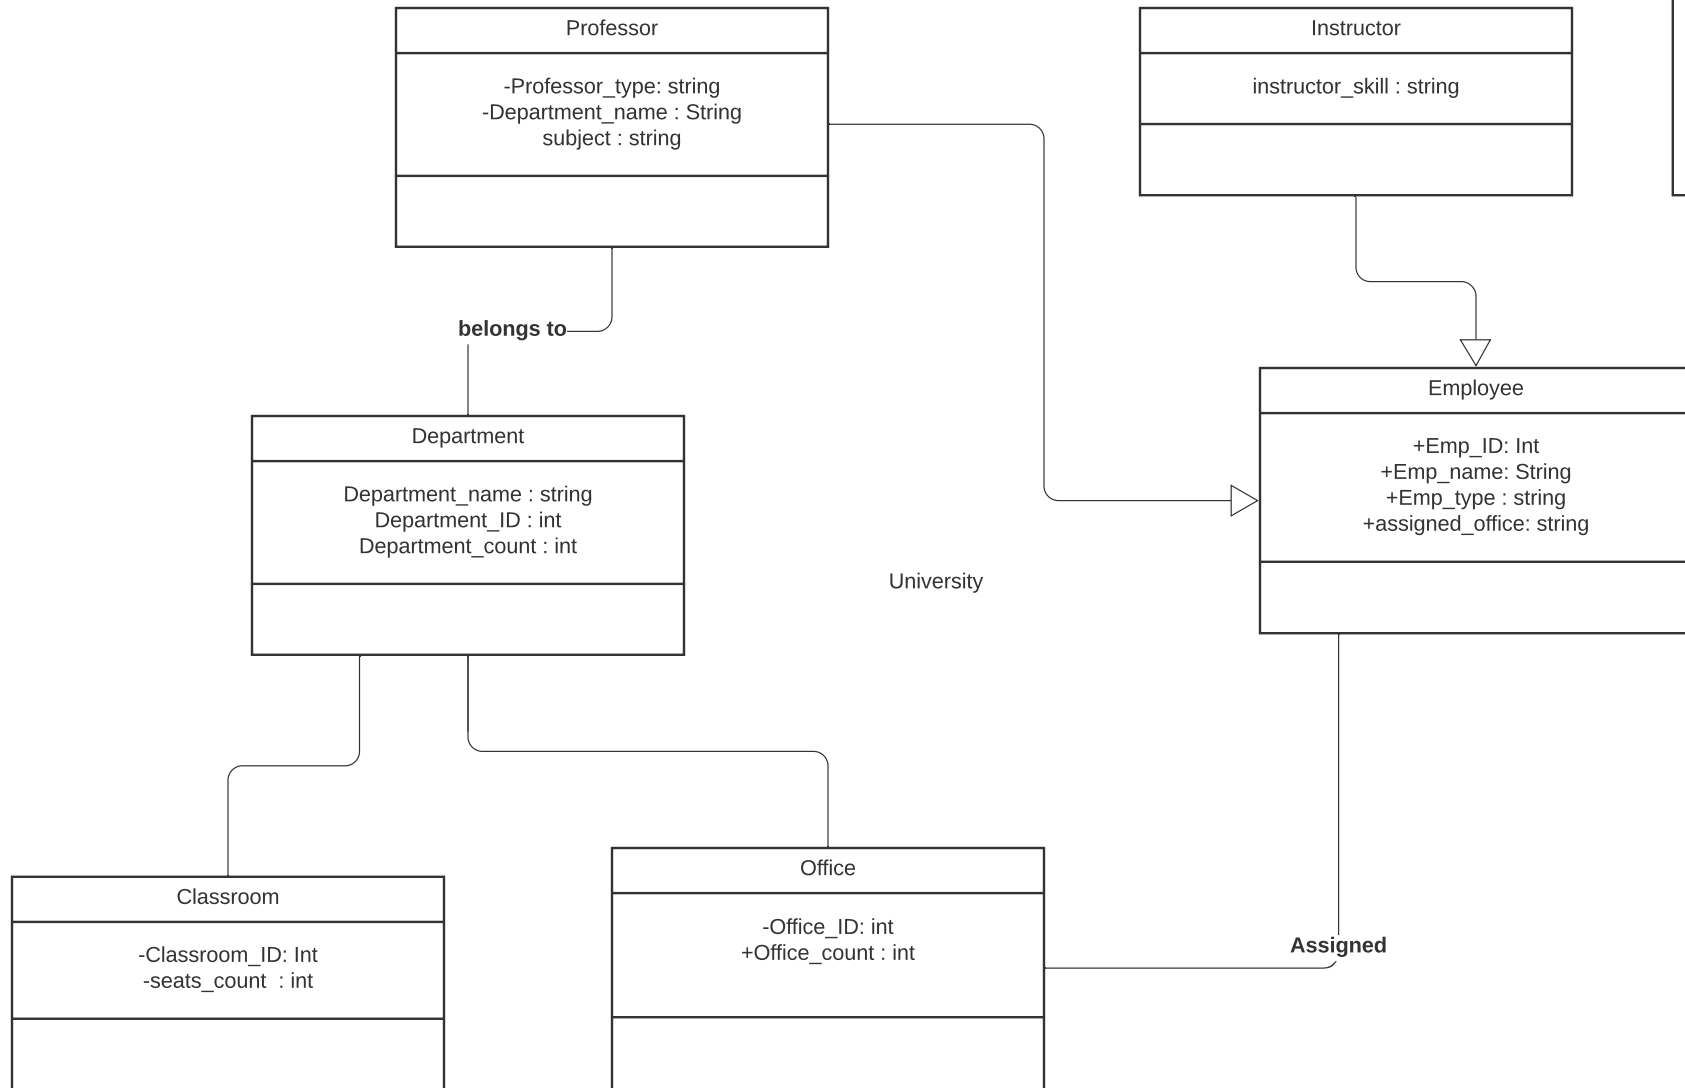 Professor
-Professor_type: string
-Department_name : String
subject : string
Instructor
instructor_skill : string
belongs to
Employee
+Emp_ID: Int
+Emp_name: String
+Emp_type : string
+assigned_office: string
Department
Department_name : string
Department_ID : int
Department_count : int
University
Classroom
-Classroom_ID: Int
-seats_count  : int
Office
-Office_ID: int
+Office_count : int
Assigned